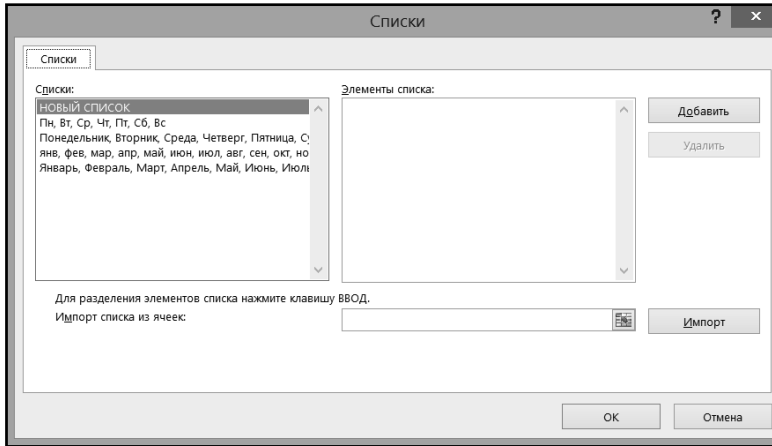 Списки
?
x
Списки
Списки:
НОВЫЙ СПИСОК
Пн, Вт, Ср, Чт, Пт, Сб, Вс
Понедельник, Вторник, Среда, Четверг, Пятница, Су
янв, фев, мар, апр, май, июн, июл, авг, сен, окт, но
Январь, Февраль, Март, Апрель, Май, Июнь, Июль
Элементы списка:
Добавить
Удалить
Для разделения элементов списка нажмите клавишу ВВОД.
Импорт списка из ячеек:
Импорт
ОК
Отмена